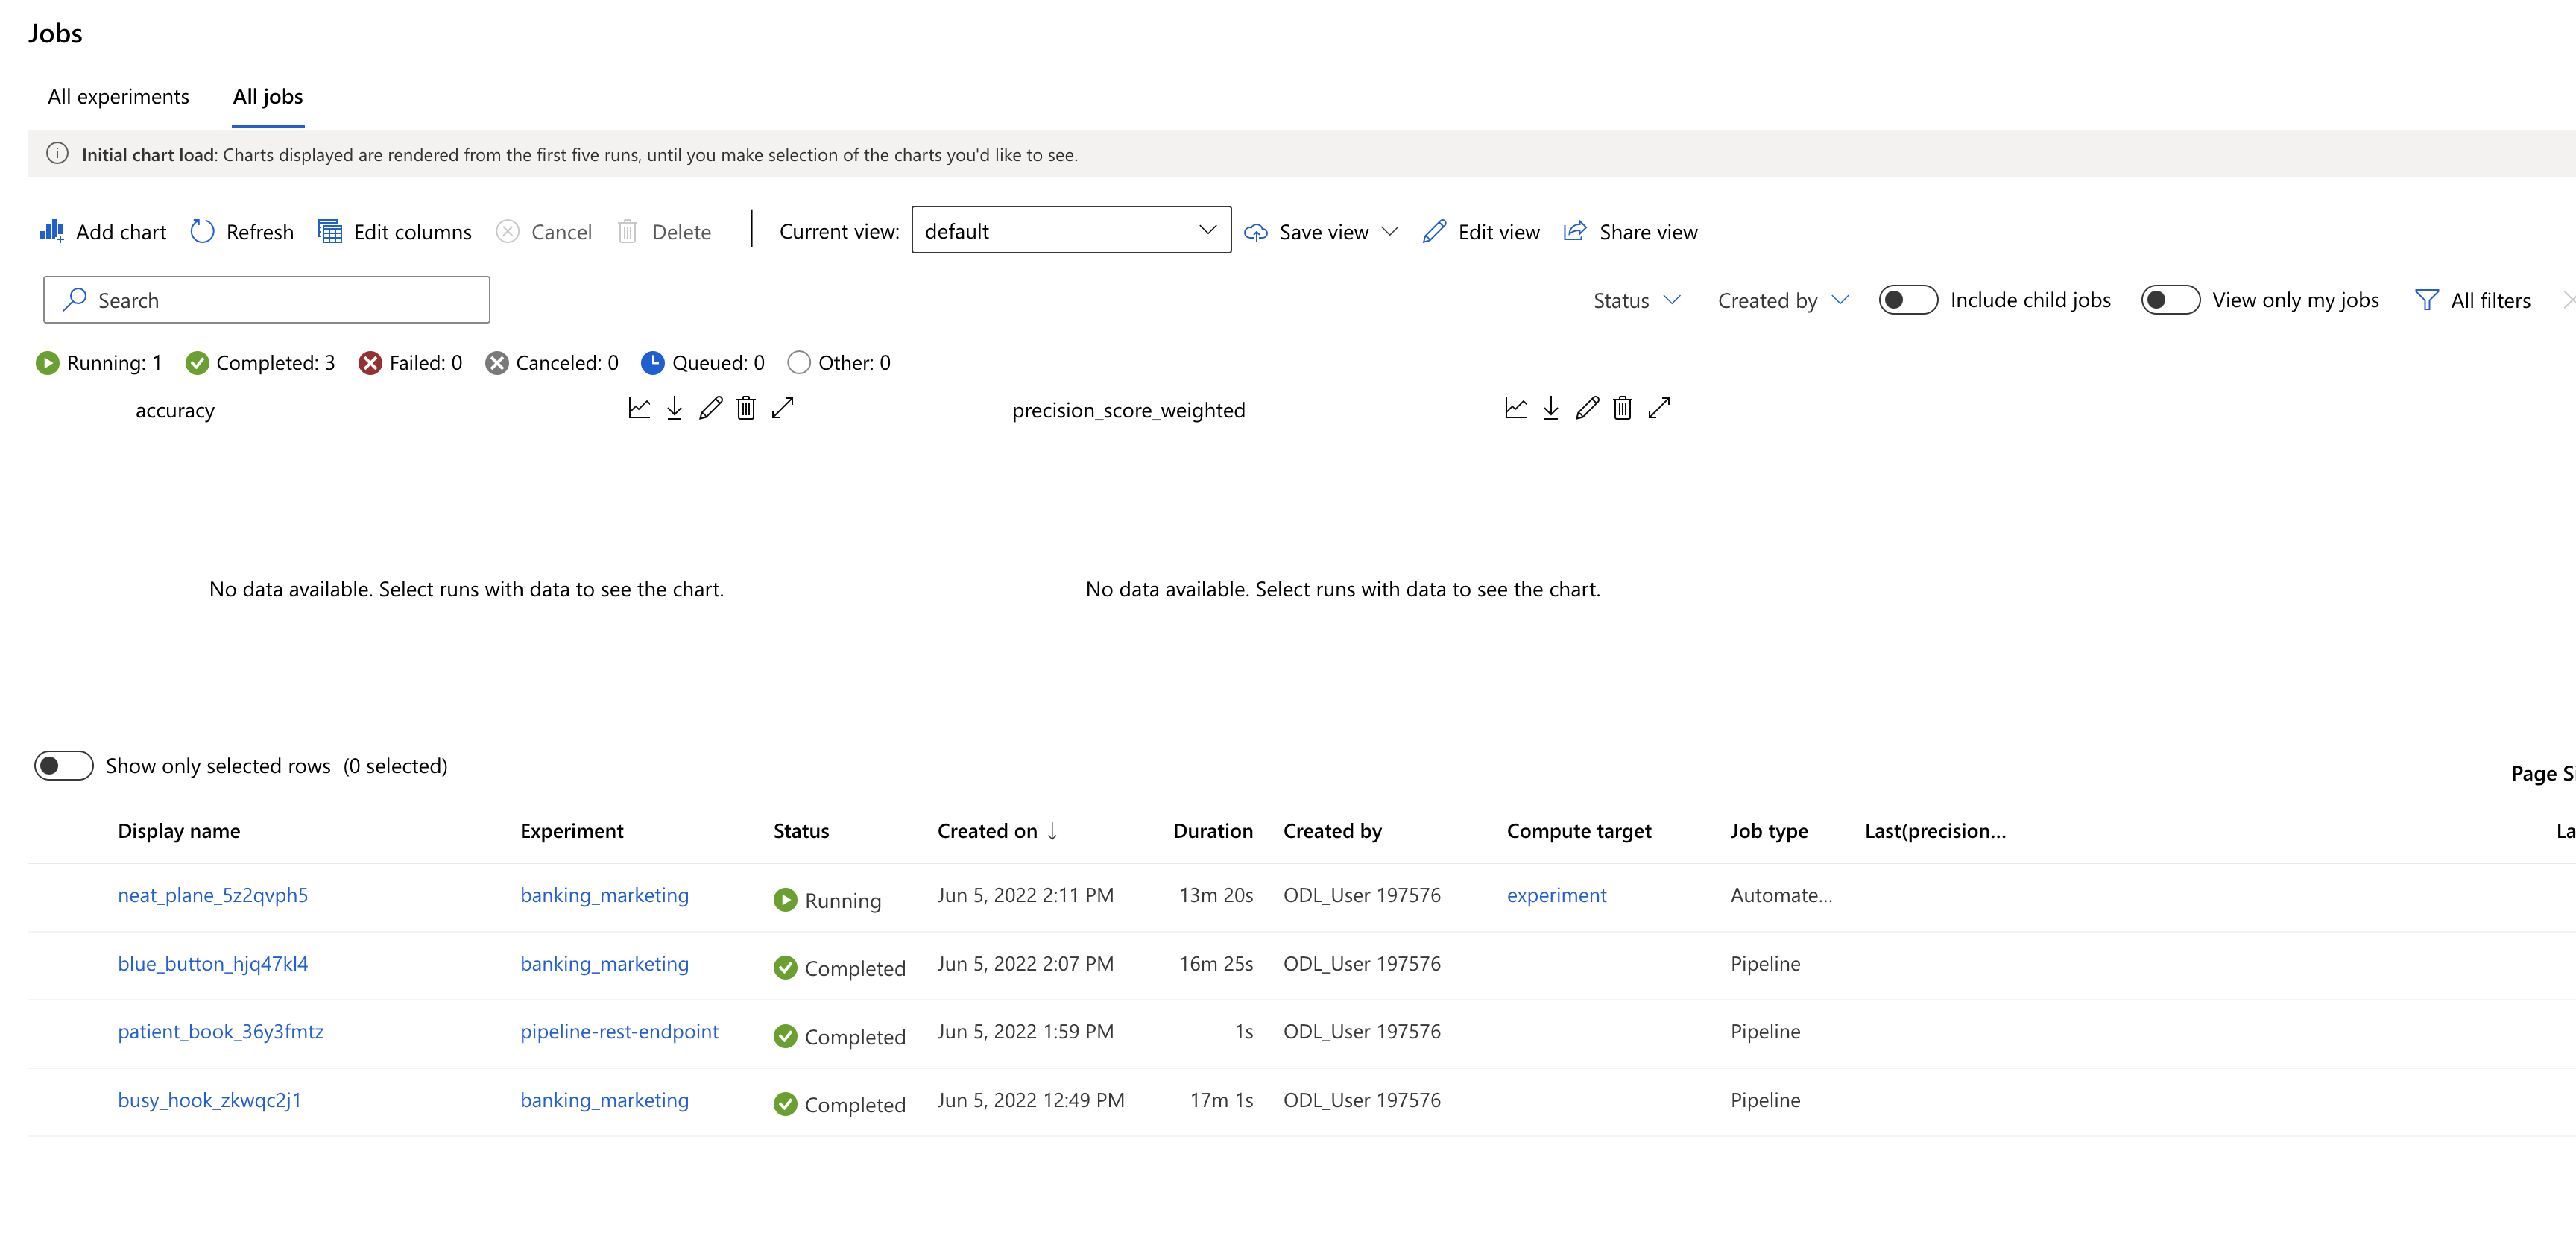 Jobs
All experiments All jobs
Initial chart load: Charts displayed are rendered from the first five runs, until you make selection of the charts you'd like to see.
Add chart Refresh Edit columns Cancel Delete Current view: default Save view Edit view Share view
Search Status Created by Include child jobs View only my jobs All filters
Running: 1 Completed: 3 Failed: 0 Canceled: 0 Queued: 0 Other: 0
accuracy precision_score_weighted
No data available. Select runs with data to see the chart. No data available. Select runs with data to see the chart.
Show only selected rows (0 selected) Page S
Display name Experiment Status Created on Duration Created by Compute target Job type Last(precision... La
neat_plane_5z2qvph5 banking_marketing Running Jun 5, 2022 2:11 PM 13m 20s ODL_User 197576 experiment Automate...
blue_button_hjq47kl4 banking_marketing Completed Jun 5, 2022 2:07 PM 16m 25s ODL_User 197576 Pipeline
patient_book_36y3fmtz pipeline-rest-endpoint Completed Jun 5, 2022 1:59 PM 1s ODL_User 197576 Pipeline
busy_hook_zkwqc2j1 banking_marketing Completed Jun 5, 2022 12:49 PM 17m 1s ODL_User 197576 Pipeline